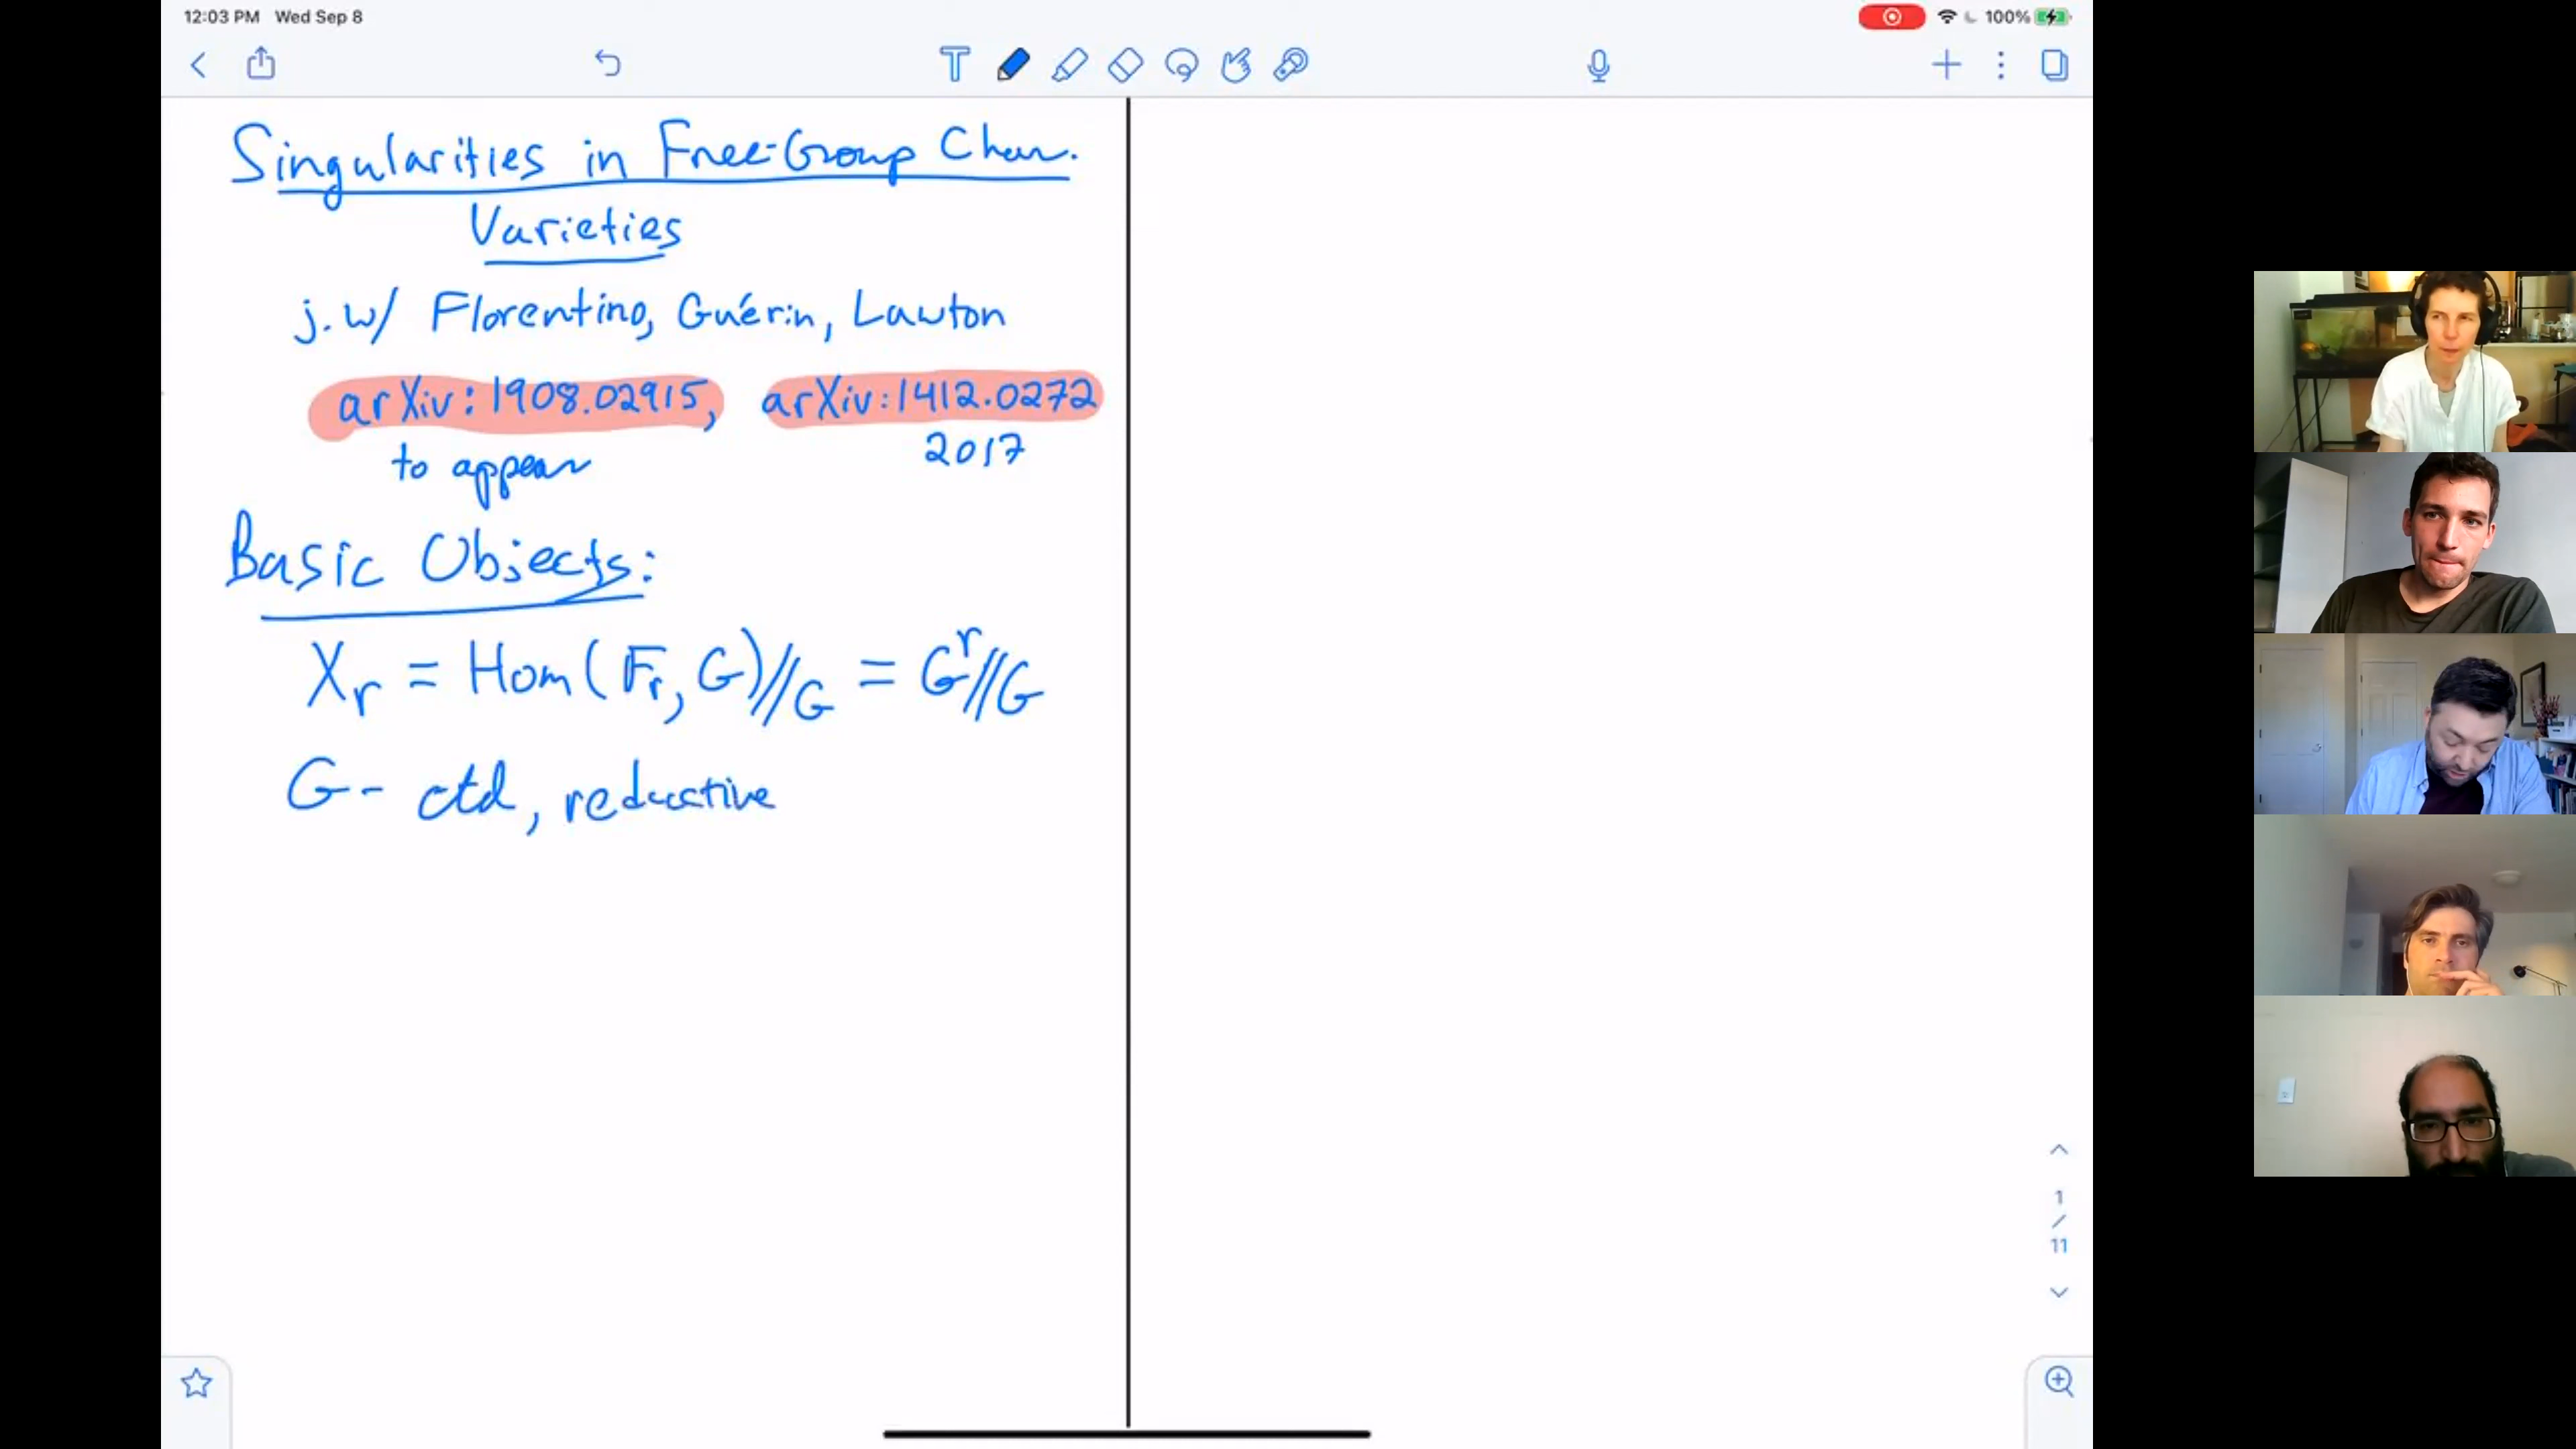 12:03 PM Wed Sep 8
100%
T
Singularities in Free-Group Char.
Varieties
j.w/ Florentino, Guérin, Lawton
arXiv:1908.02915, arXiv:1412.0272
to appear 2017
Basic Objects:
X_r = Hom(𝔽_r, G)//G = G^r//G
G - ctd, reductive
1
/
11